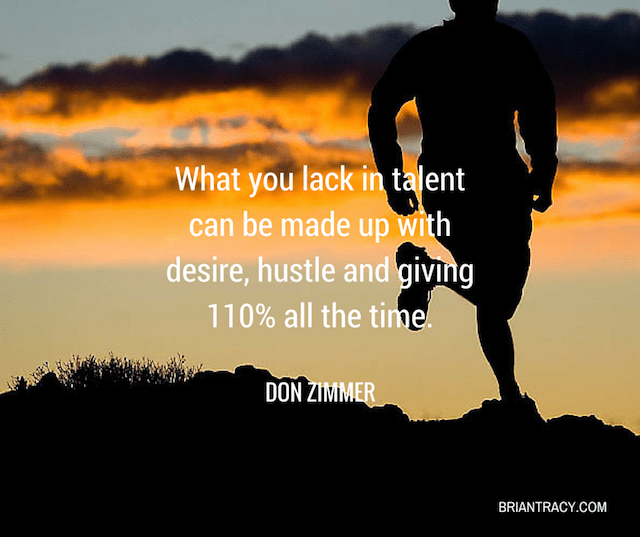 What you lack in talent
can be made up with
desire, hustle and giving
110% all the time.
DON ZIMMER
BRIANTRACY.COM